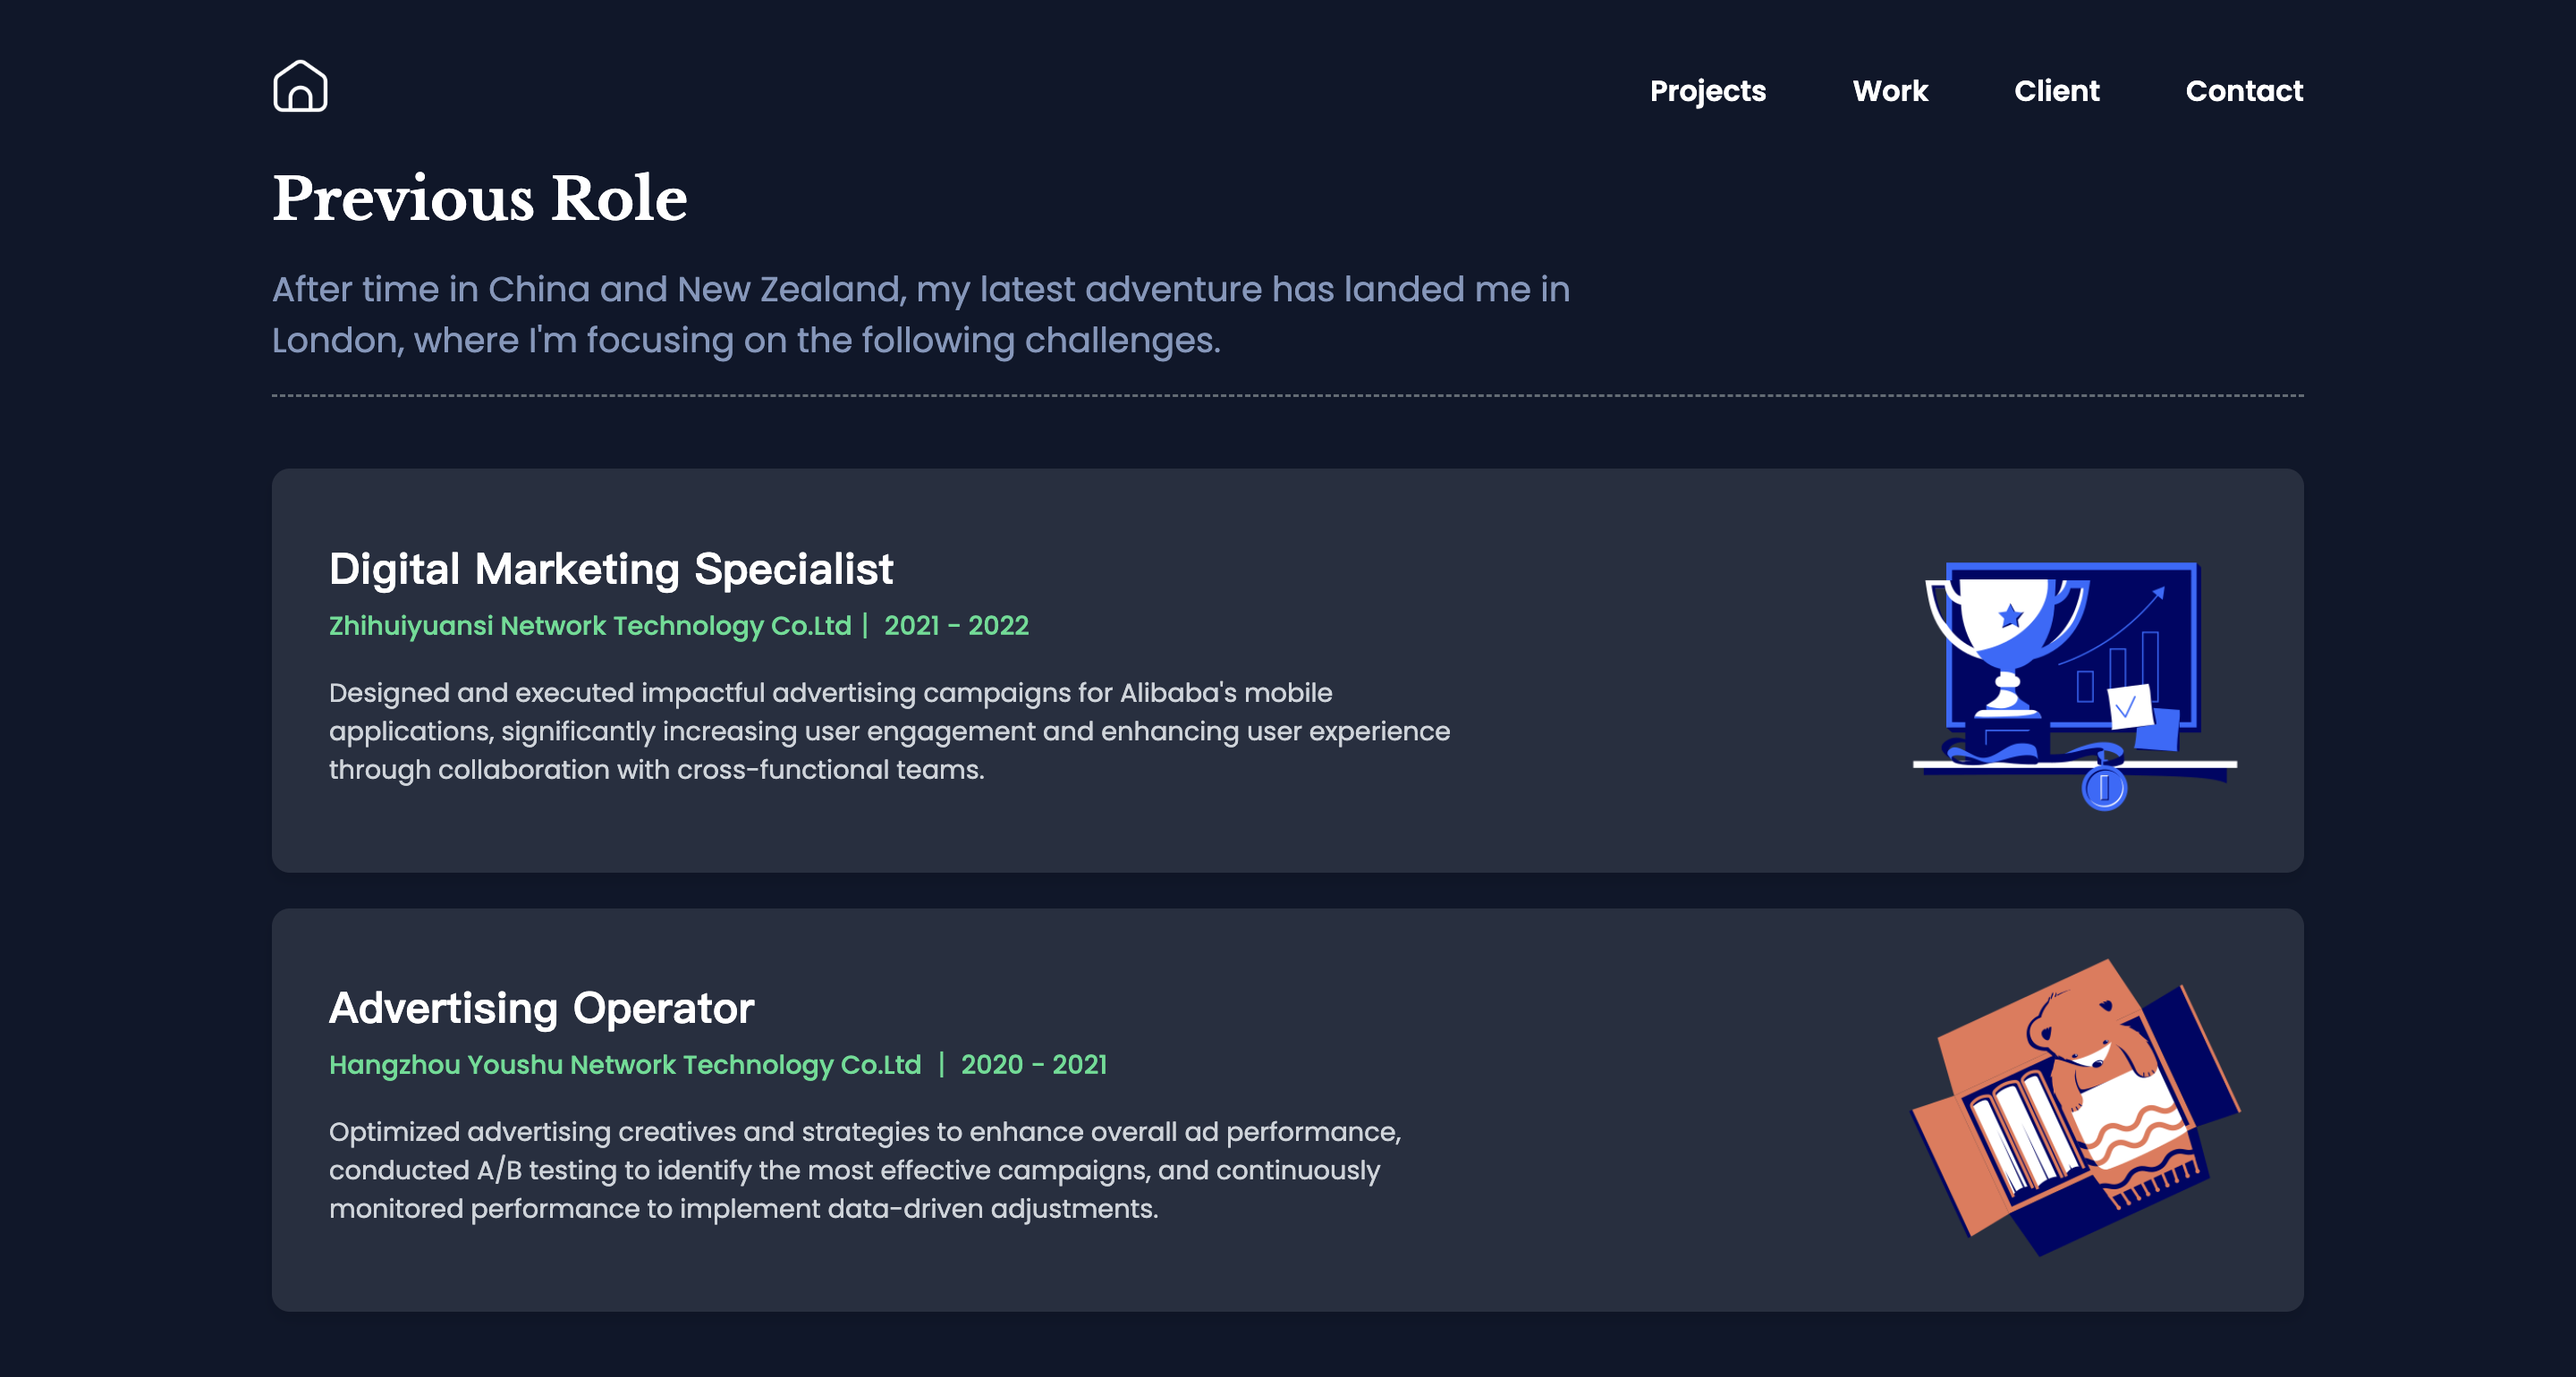 Projects Work Client Contact
Previous Role
After time in China and New Zealand, my latest adventure has landed me in
London, where I'm focusing on the following challenges.
Digital Marketing Specialist
Zhihuiyuansi Network Technology Co.Ltd | 2021 - 2022
Designed and executed impactful advertising campaigns for Alibaba's mobile
applications, significantly increasing user engagement and enhancing user experience
through collaboration with cross-functional teams.
Advertising Operator
Hangzhou Youshu Network Technology Co.Ltd | 2020 - 2021
Optimized advertising creatives and strategies to enhance overall ad performance,
conducted A/B testing to identify the most effective campaigns, and continuously
monitored performance to implement data-driven adjustments.